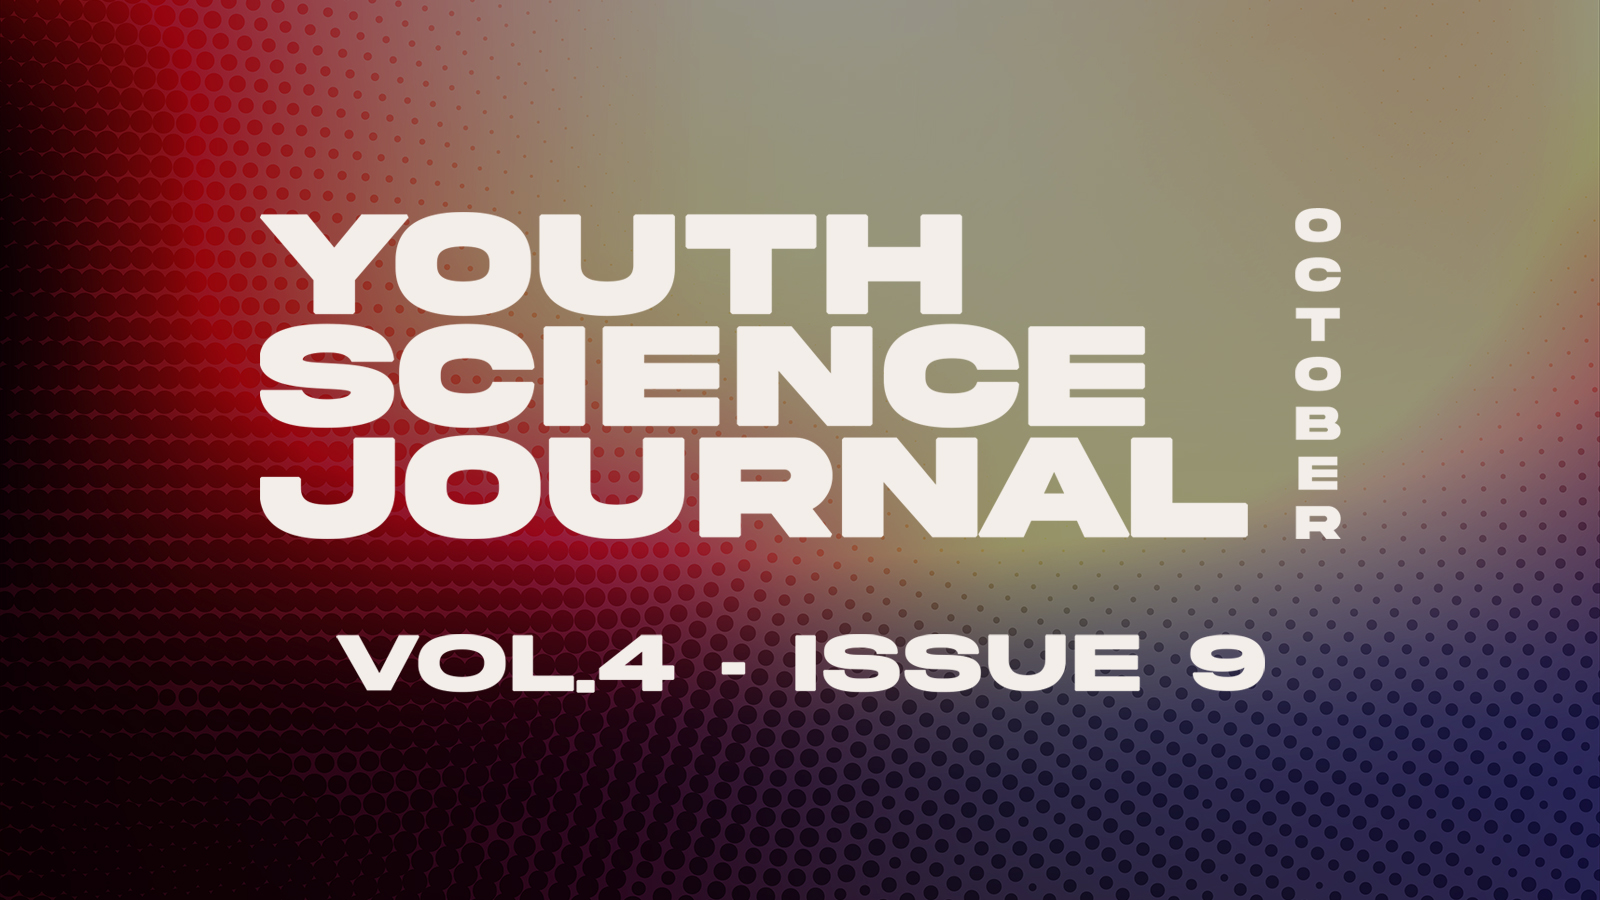 YOUTH
SCIENCE
JOURNAL
OCTOBER
VOL.4 - ISSUE 9